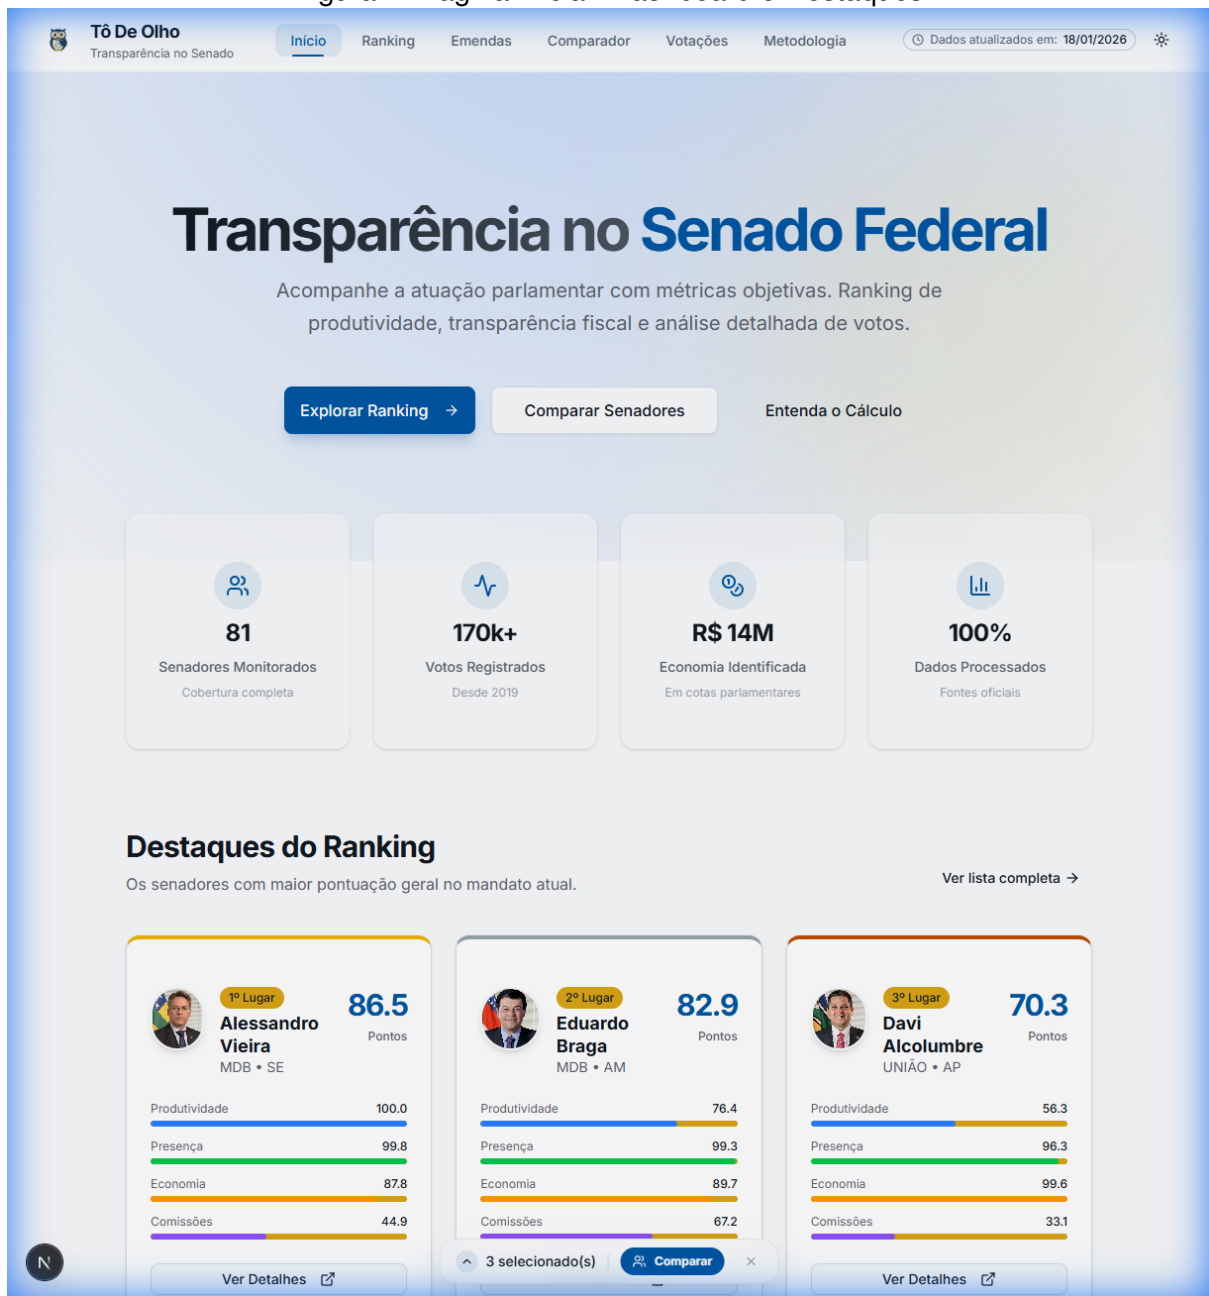 Tô De Olho
Transparência no Senado
Início
Ranking
Emendas
Comparador
Votações
Metodologia
Dados atualizados em: 18/01/2026
Transparência no Senado Federal
Acompanhe a atuação parlamentar com métricas objetivas. Ranking de
produtividade, transparência fiscal e análise detalhada de votos.
Explorar Ranking →
Comparar Senadores
Entenda o Cálculo
81
Senadores Monitorados
Cobertura completa
170k+
Votos Registrados
Desde 2019
R$ 14M
Economia Identificada
Em cotas parlamentares
100%
Dados Processados
Fontes oficiais
Destaques do Ranking
Os senadores com maior pontuação geral no mandato atual.
Ver lista completa →
1º Lugar
Alessandro
Vieira
MDB • SE
86.5
Pontos
Produtividade 100.0
Presença 99.8
Economia 87.8
Comissões 44.9
Ver Detalhes
2º Lugar
Eduardo
Braga
MDB • AM
82.9
Pontos
Produtividade 76.4
Presença 99.3
Economia 89.7
Comissões 67.2
3º Lugar
Davi
Alcolumbre
UNIÃO • AP
70.3
Pontos
Produtividade 56.3
Presença 96.3
Economia 99.6
Comissões 33.1
Ver Detalhes
3 selecionado(s)
Comparar
N